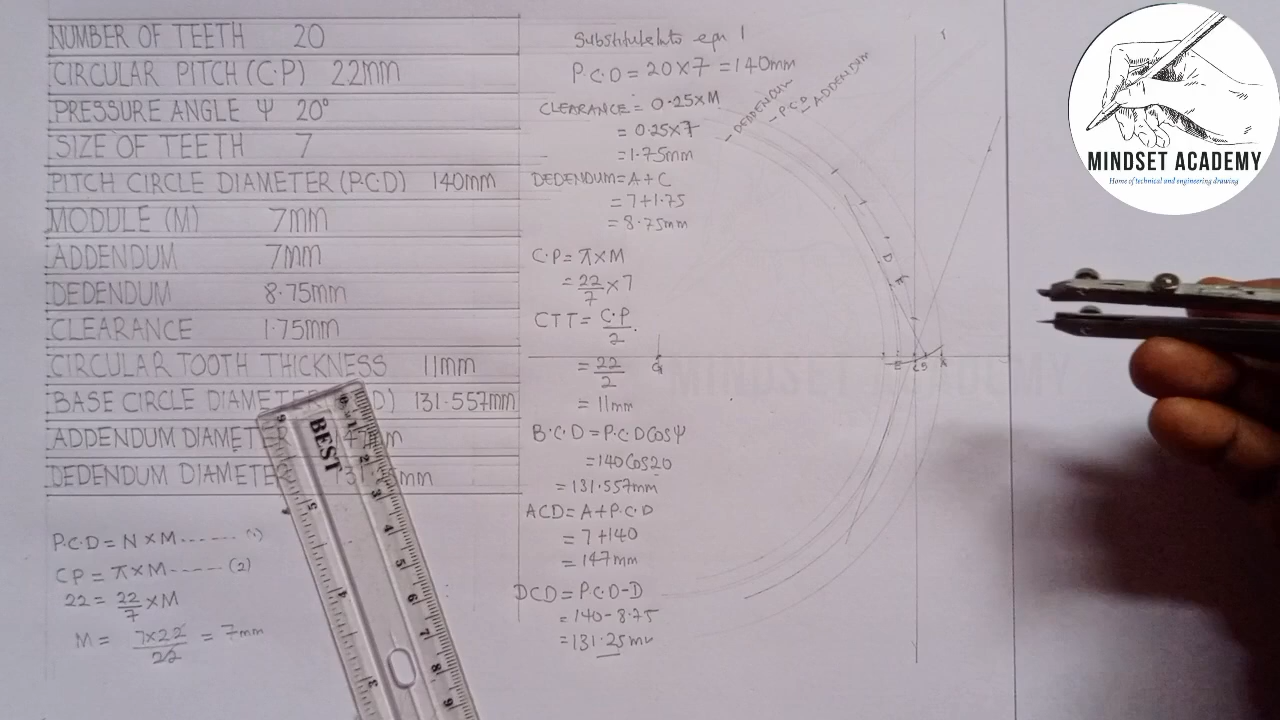 NUMBER OF TEETH 20
CIRCULAR PITCH (C.P) 22mm
PRESSURE ANGLE Ψ 20°
SIZE OF TEETH 7
PITCH CIRCLE DIAMETER (P.C.D) 140mm
MODULE (M) 7mm
ADDENDUM 7mm
DEDENDUM 8.75mm
CLEARANCE 1.75mm
CIRCULAR TOOTH THICKNESS 11mm
BASE CIRCLE DIAMETER D) 131.557mm
ADDENDUM DIAMETER
DEDENDUM DIAMETER
P.C.D = N × M ------ (1)
CP = π × M ----- (2)
22 = 22/7 × M
M = 7×22/22 = 7mm
Substitute into eqn 1
P.C.D = 20 × 7 = 140mm
CLEARANCE = 0.25 × M
= 0.25×7
= 1.75mm
DEDENDUM = A + C
= 7 + 1.75
= 8.75mm
C.P = π × M
= 22/7 × 7
CTT = C.P/2
= 22/2
= 11mm
B.C.D = P.C.D Cos Ψ
= 140 Cos 20
= 131.557mm
ACD = A + P.C.D
= 7 + 140
= 147mm
DCD = P.C.D - D
= 140 - 8.75
= 131.25
DEDENDUM
P.C.D
ADDENDUM
G
D
BEST
MINDSET ACADEMY
Home of technical and engineering drawing
MINDSET ACADEMY